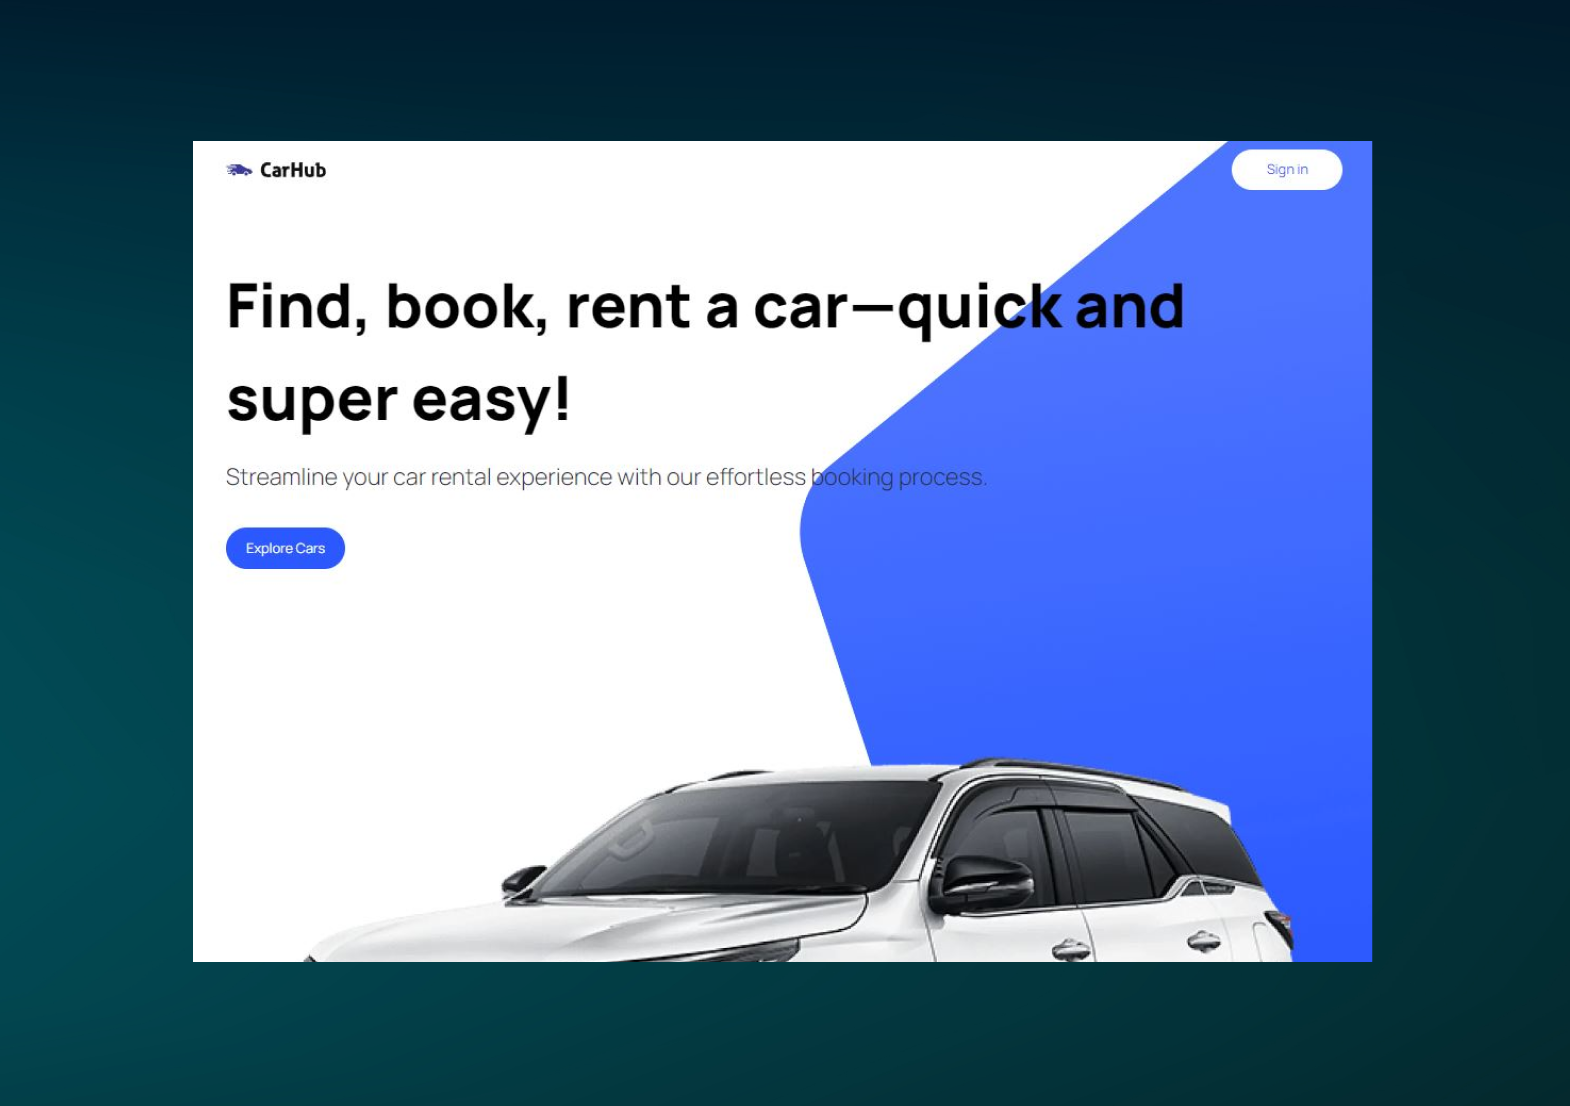 CarHub
Sign in
Find, book, rent a car—quick and
super easy!
Streamline your car rental experience with our effortless booking process.
Explore Cars